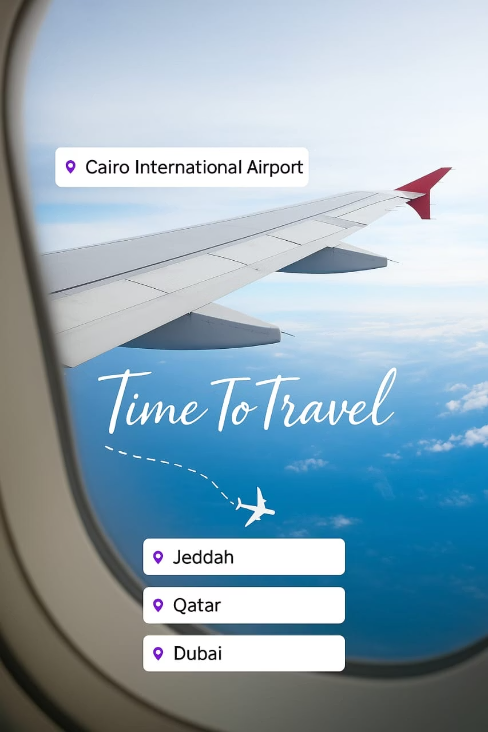 Cairo International Airport
Time To Travel
Jeddah
Qatar
Dubai